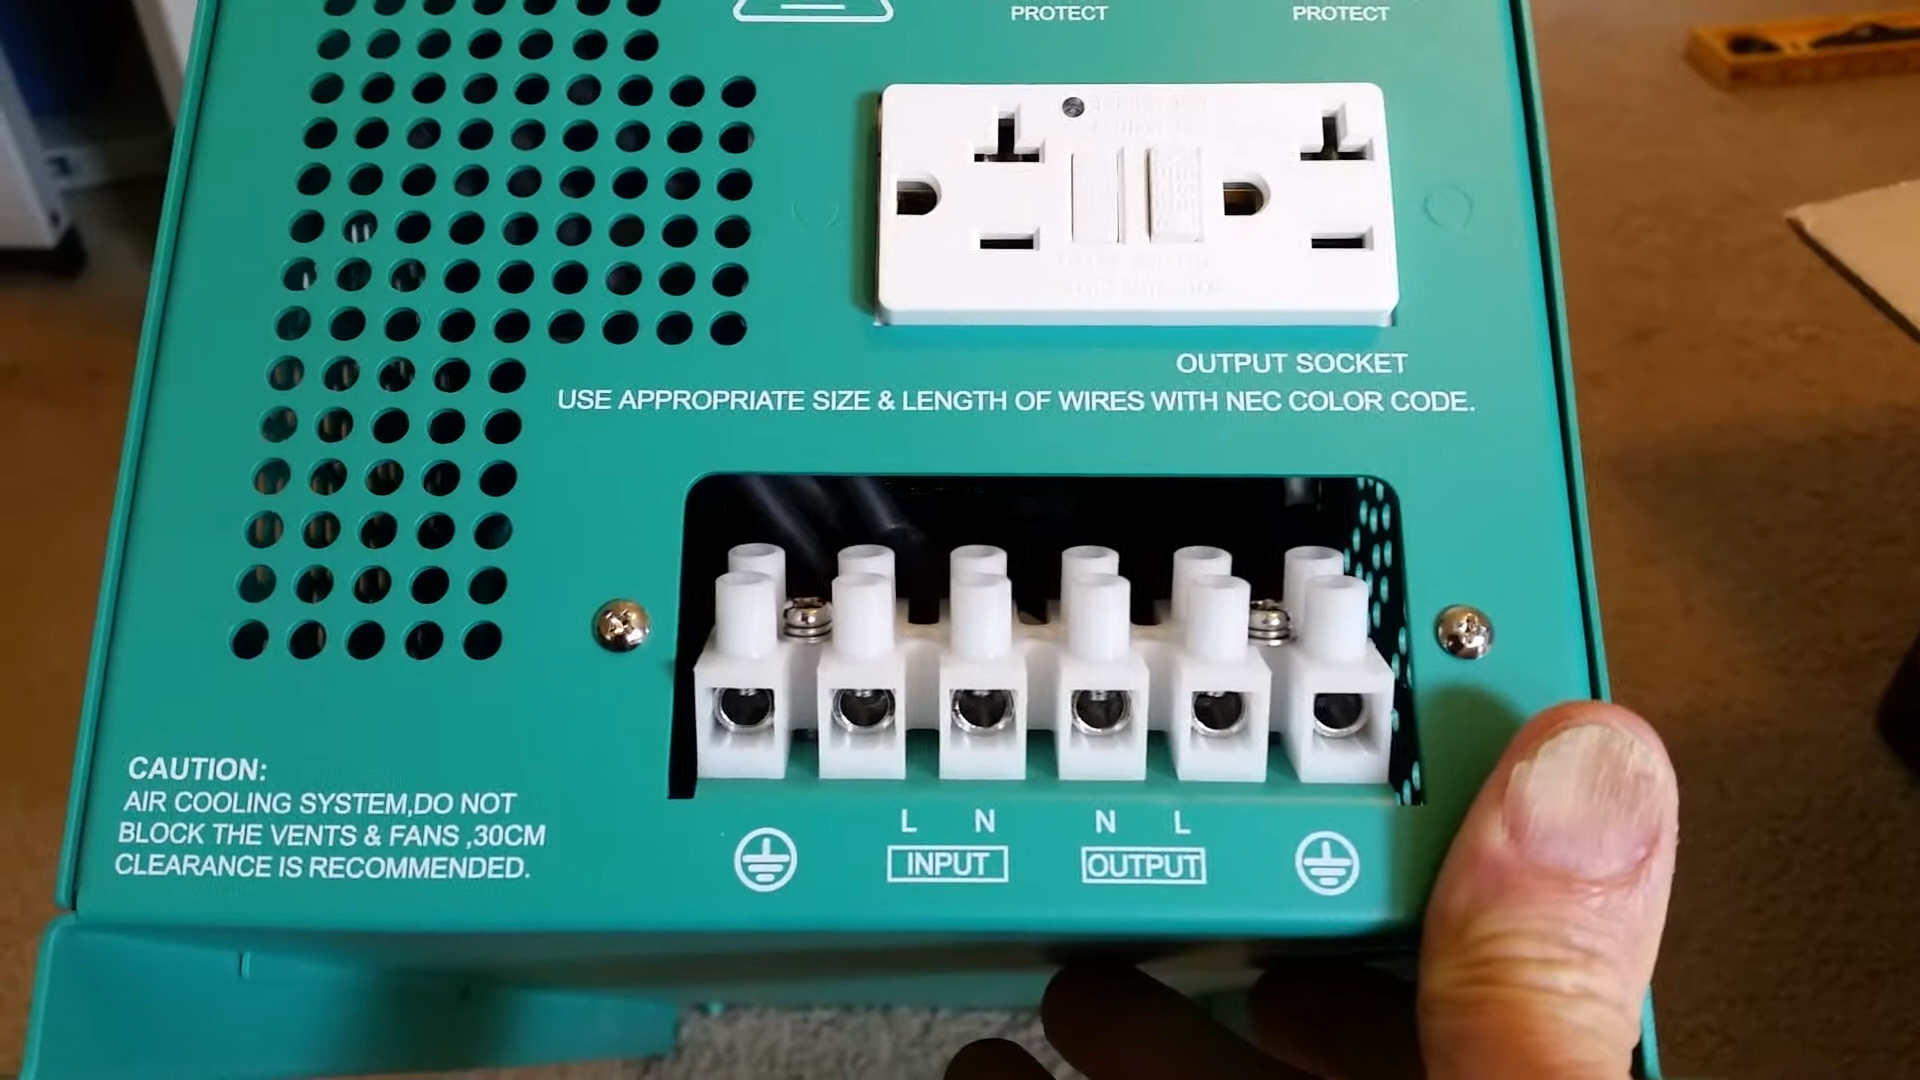 PROTECT PROTECT
OUTPUT SOCKET
USE APPROPRIATE SIZE & LENGTH OF WIRES WITH NEC COLOR CODE.
CAUTION:
AIR COOLING SYSTEM,DO NOT
BLOCK THE VENTS & FANS ,30CM
CLEARANCE IS RECOMMENDED.
L N N L
INPUT OUTPUT